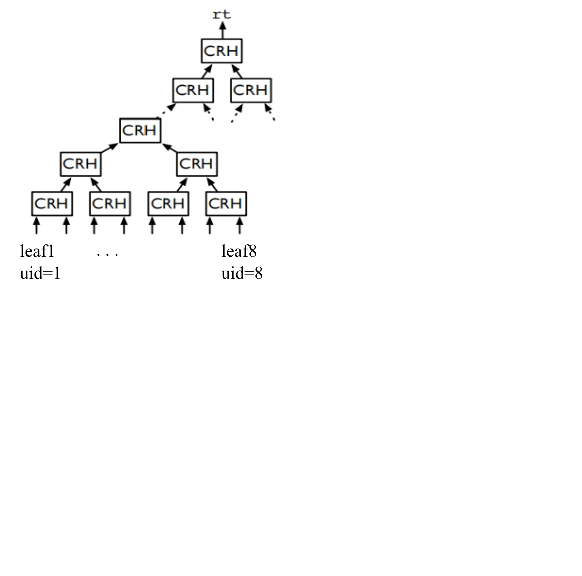 rt
CRH
CRH CRH
CRH
CRH CRH
CRH CRH CRH CRH
leaf1 ... leaf8
uid=1 uid=8